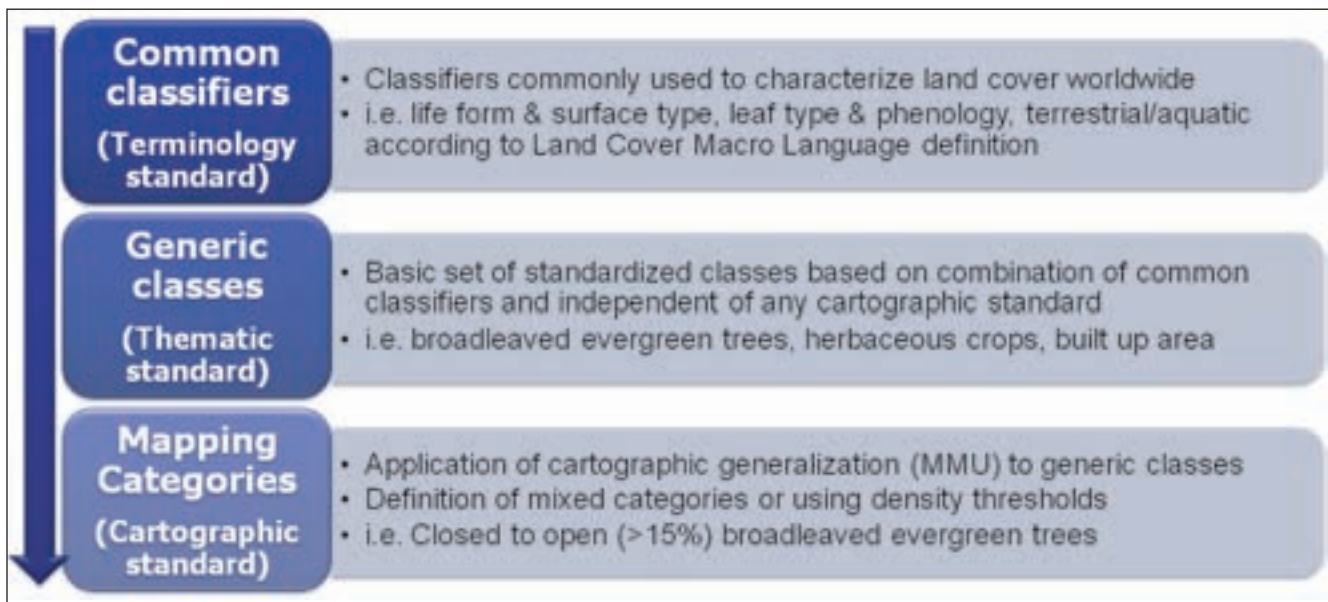 Common
classifiers
(Terminology
standard)
• Classifiers commonly used to characterize land cover worldwide
• i.e. life form & surface type, leaf type & phenology, terrestrial/aquatic
according to Land Cover Macro Language definition
Generic
classes
(Thematic
standard)
• Basic set of standardized classes based on combination of common
classifiers and independent of any cartographic standard
• i.e. broadleaved evergreen trees, herbaceous crops, built up area
Mapping
Categories
(Cartographic
standard)
• Application of cartographic generalization (MMU) to generic classes
• Definition of mixed categories or using density thresholds
• i.e. Closed to open (>15%) broadleaved evergreen trees